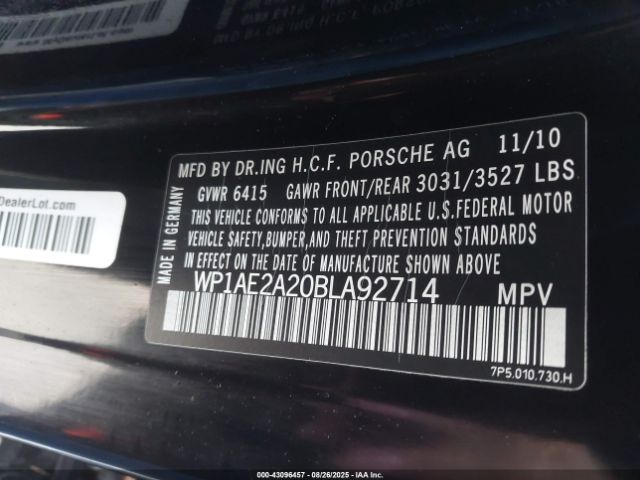 MFD BY DR.ING H.C.F. PORSCHE AG 11/10
GVWR 6415 GAWR FRONT/REAR 3031/3527 LBS
THIS VEHICLE CONFORMS TO ALL APPLICABLE U.S.FEDERAL MOTOR
VEHICLE SAFETY,BUMPER,AND THEFT PREVENTION STANDARDS
IN EFFECT ON THE DATE OF MANUFACTURE SHOWN ABOVE
WP1AE2A20BLA92714 MPV
7P5.010.730.H
MADE IN GERMANY
DealerLot.com
000-43096457 - 08/26/2025 - IAAI.com